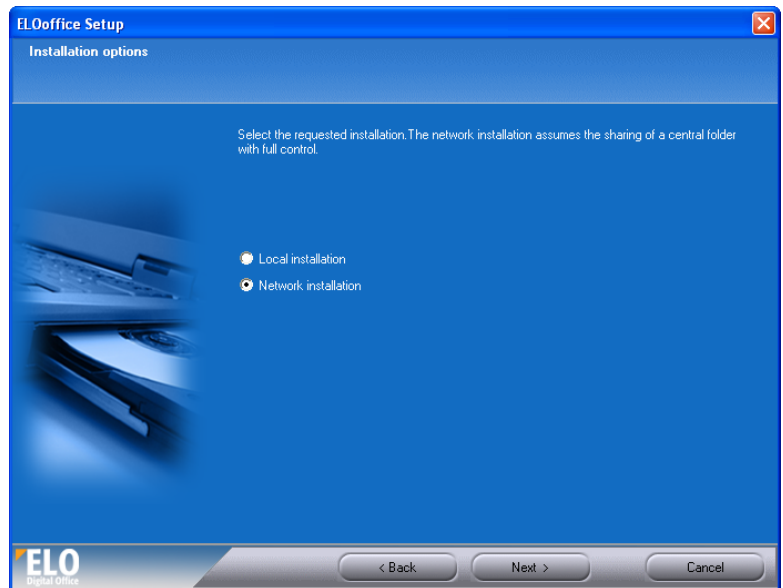 ELOoffice Setup
Installation options
Select the requested installation.The network installation assumes the sharing of a central folder
with full control.
Local installation
Network installation
ELO
Digital Office
< Back
Next >
Cancel